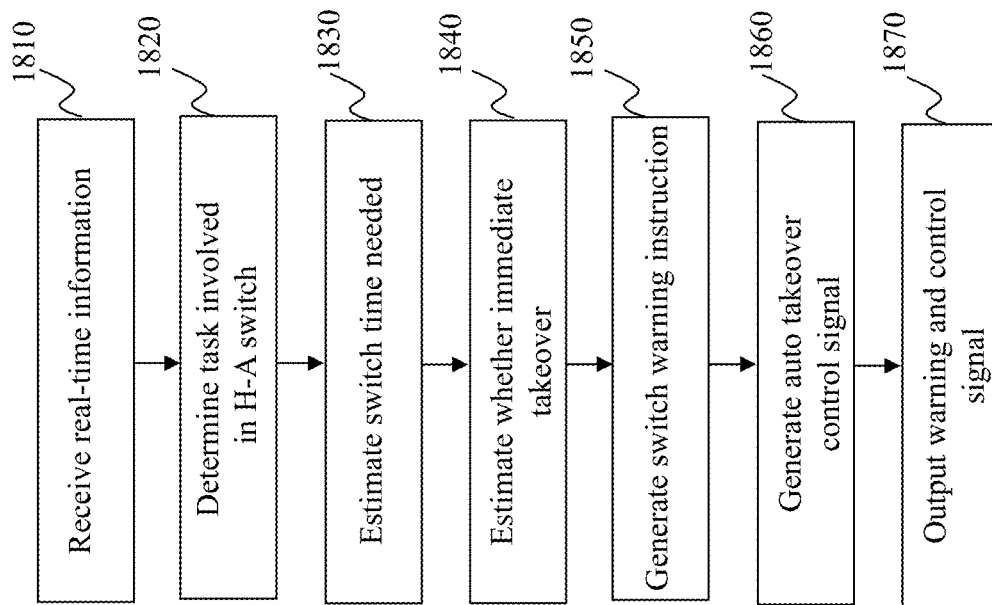 1810
Receive real-time information
1820
Determine task involved
in H-A switch
1830
Estimate switch time needed
1840
Estimate whether immediate
takeover
1850
Generate switch warning instruction
1860
Generate auto takeover
control signal
1870
Output warning and control
signal